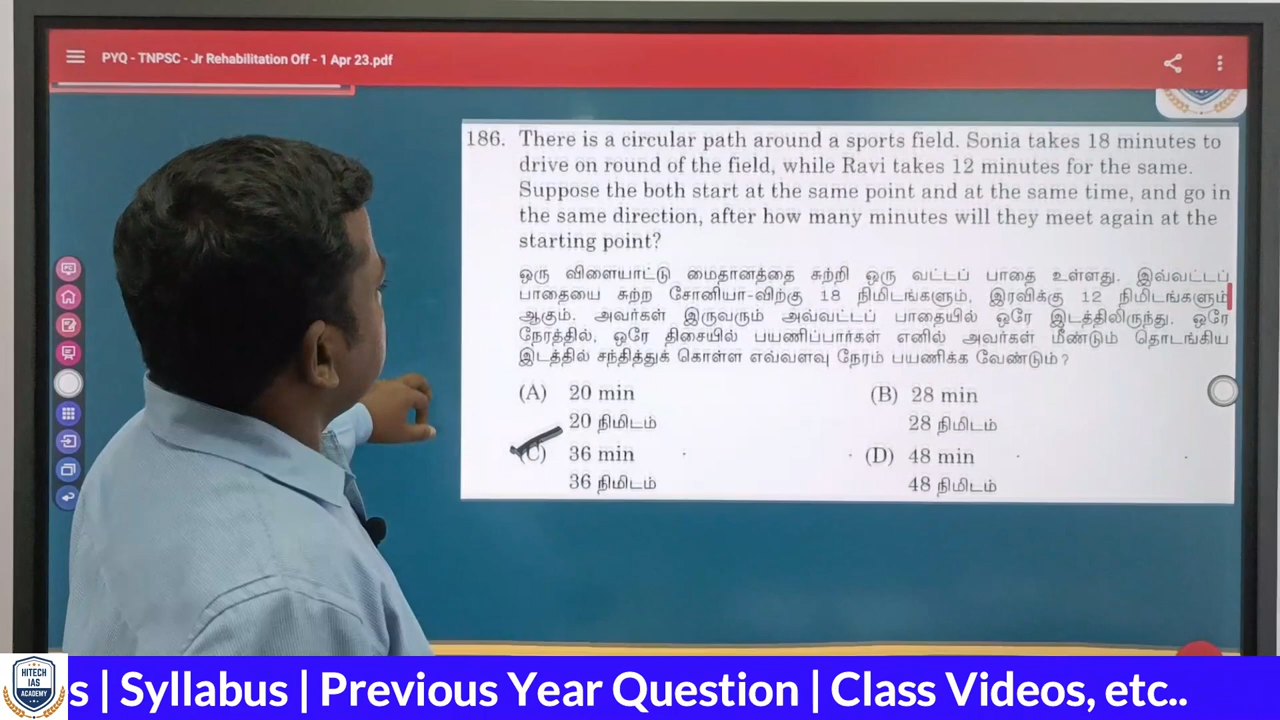 PYQ - TNPSC - Jr Rehabilitation Off - 1 Apr 23.pdf
186. There is a circular path around a sports field. Sonia takes 18 minutes to
drive on round of the field, while Ravi takes 12 minutes for the same.
Suppose the both start at the same point and at the same time, and go in
the same direction, after how many minutes will they meet again at the
starting point?
ஒரு விளையாட்டு மைதானத்தை சுற்றி ஒரு வட்டப் பாதை உள்ளது. இவ்வட்டப்
பாதையை சுற்ற சோனியா-விற்கு 18 நிமிடங்களும், இரவிக்கு 12 நிமிடங்களும்
ஆகும். அவர்கள் இருவரும் அவ்வட்டப் பாதையில் ஒரே இடத்திலிருந்து, ஒரே
நேரத்தில், ஒரே திசையில் பயணிப்பார்கள் எனில் அவர்கள் மீண்டும் தொடங்கிய
இடத்தில் சந்தித்துக் கொள்ள எவ்வளவு நேரம் பயணிக்க வேண்டும்?
(A) 20 min (B) 28 min
20 நிமிடம் 28 நிமிடம்
(C) 36 min (D) 48 min
36 நிமிடம் 48 நிமிடம்
HITECH
IAS
ACADEMY
s | Syllabus | Previous Year Question | Class Videos, etc..